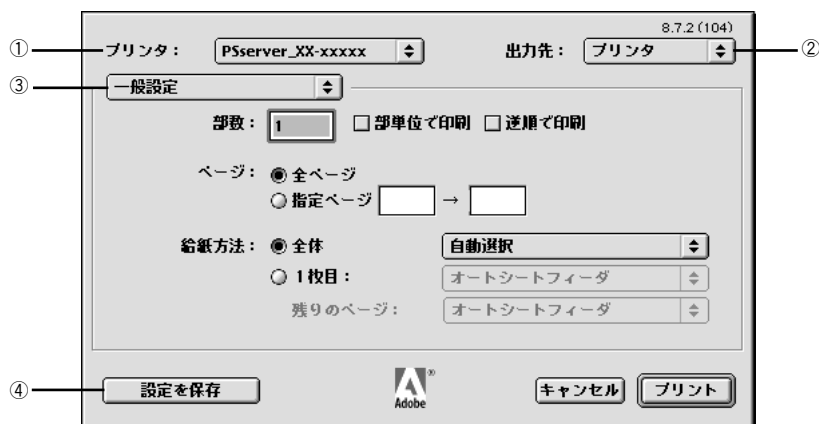 8.7.2 (104)
① プリンタ： PSserver_XX-xxxxx 出力先： プリンタ ②
③ 一般設定
部数： 1 部単位で印刷 逆順で印刷
ページ： 全ページ
指定ページ →
給紙方法： 全体 自動選択
1枚目： オートシートフィーダ
残りのページ： オートシートフィーダ
④ 設定を保存 Adobe® キャンセル プリント